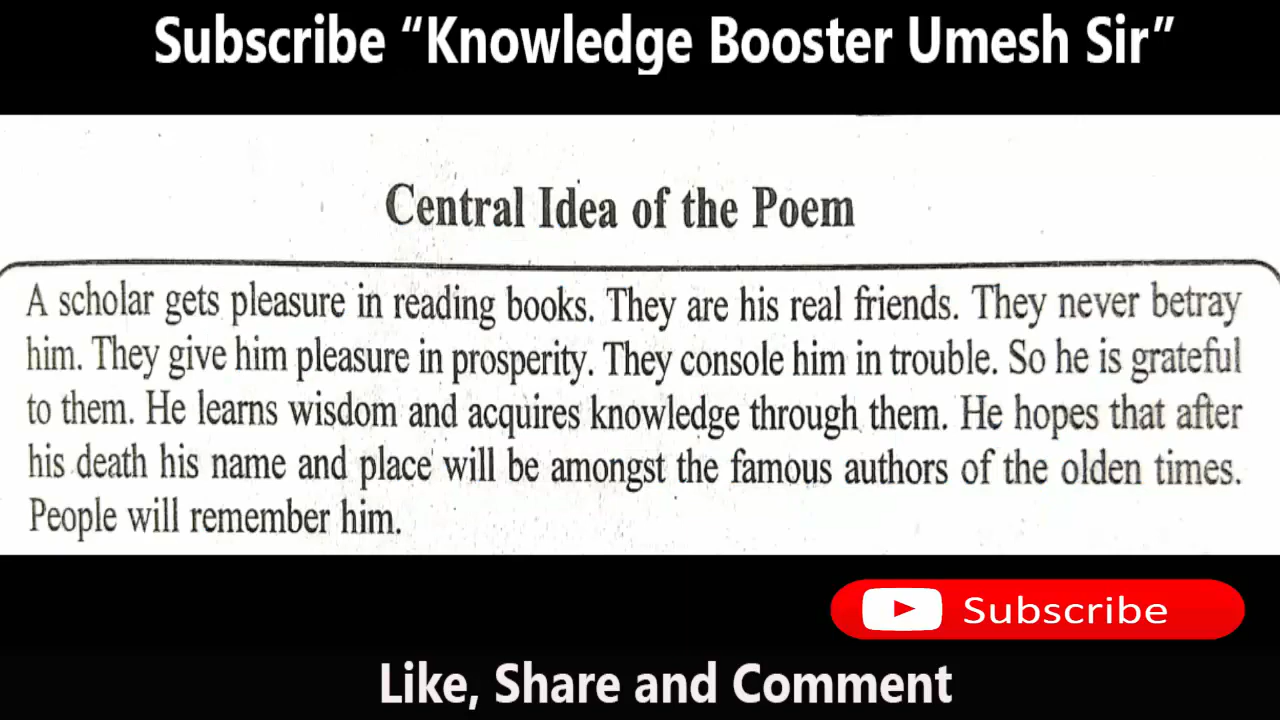 Subscribe “Knowledge Booster Umesh Sir”
Central Idea of the Poem
A scholar gets pleasure in reading books. They are his real friends. They never betray
him. They give him pleasure in prosperity. They console him in trouble. So he is grateful
to them. He learns wisdom and acquires knowledge through them. He hopes that after
his death his name and place will be amongst the famous authors of the olden times.
People will remember him.
Subscribe
Like, Share and Comment